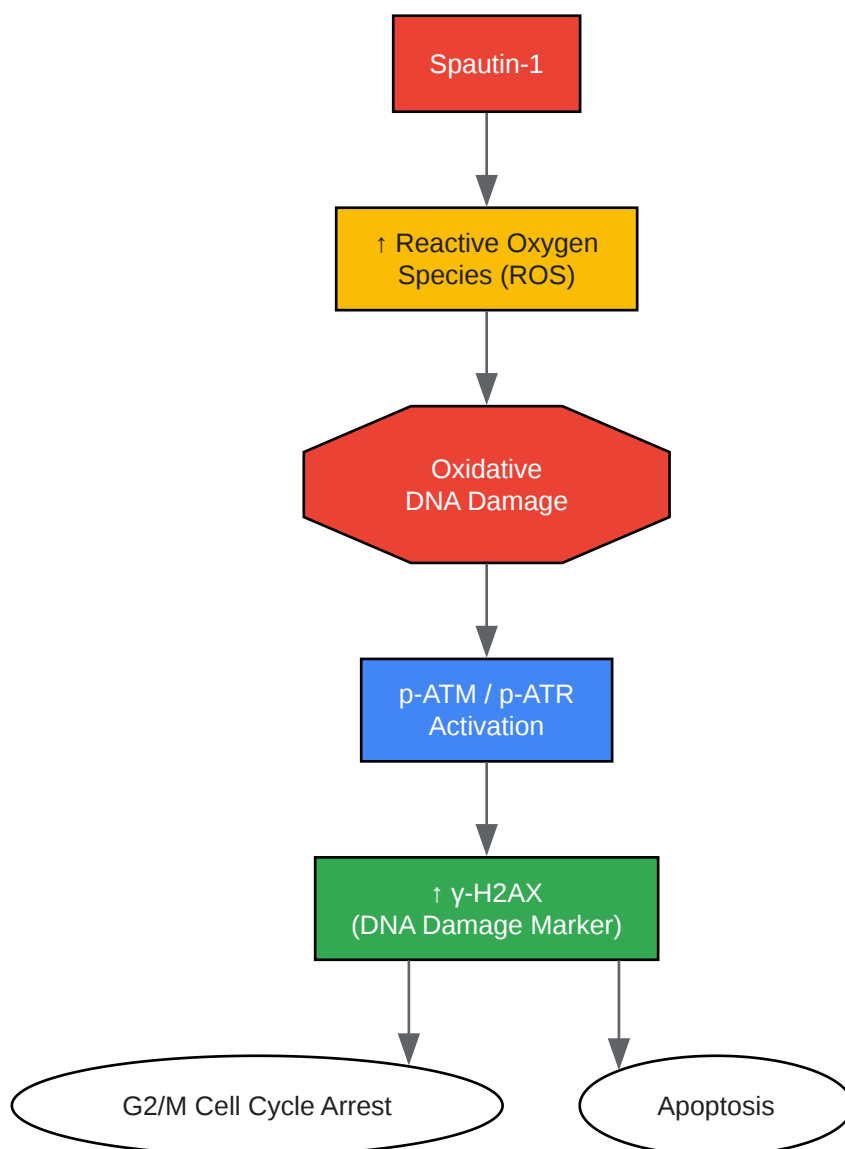 Spautin-1
↑ Reactive Oxygen
Species (ROS)
Oxidative
DNA Damage
p-ATM / p-ATR
Activation
↑ γ-H2AX
(DNA Damage Marker)
G2/M Cell Cycle Arrest
Apoptosis